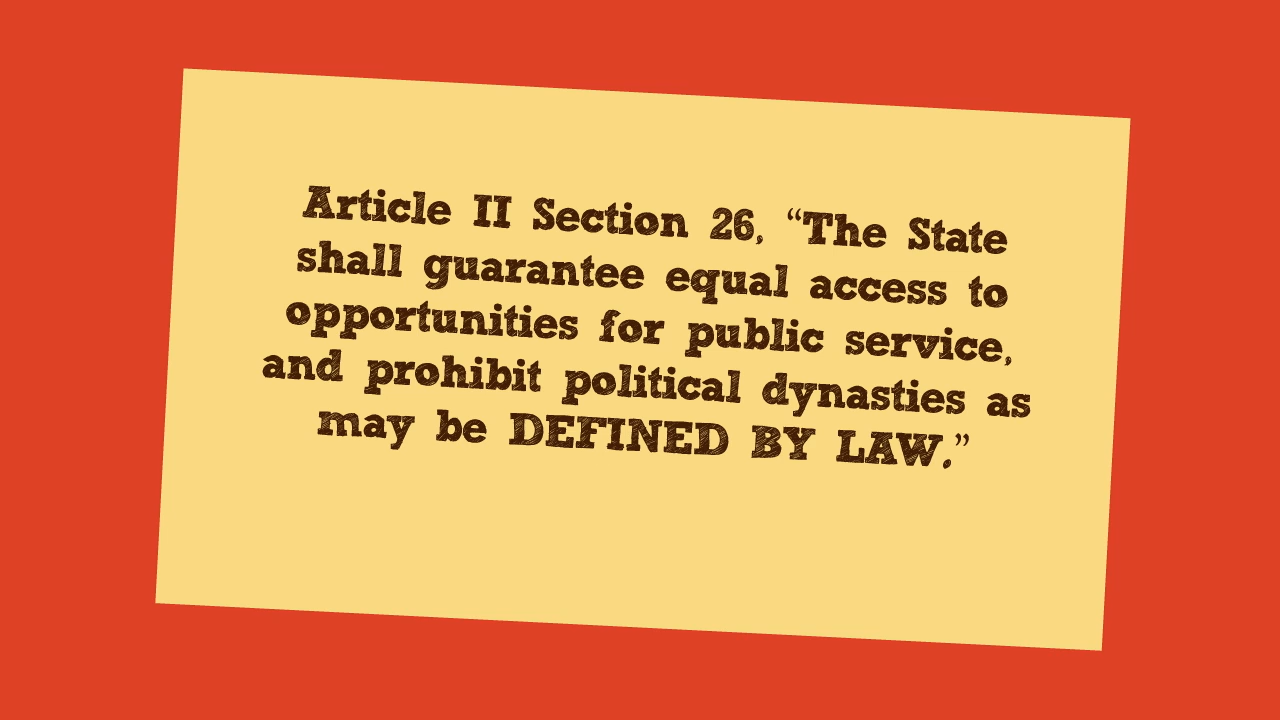 Article II Section 26, “The State
shall guarantee equal access to
opportunities for public service,
and prohibit political dynasties as
may be DEFINED BY LAW.”